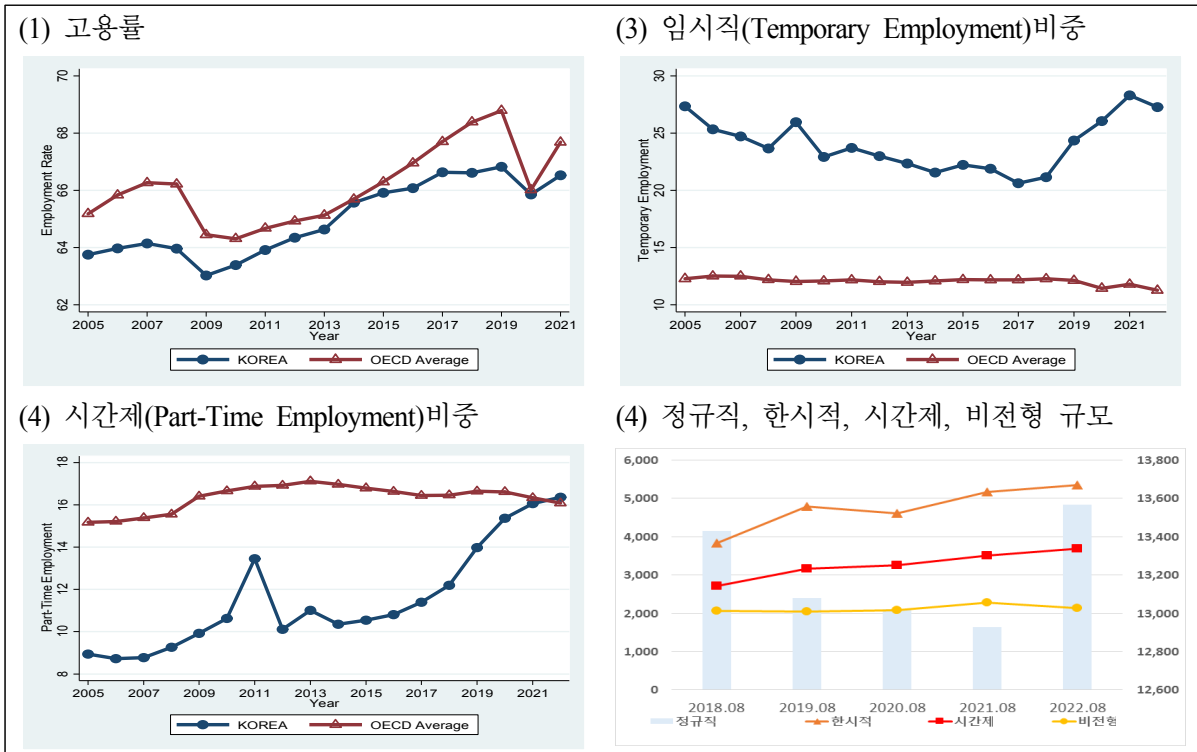 (1) 고용률
70
68
66
64
62
Employment Rate
2005 2007 2009 2011 2013 2015 2017 2019 2021
Year
KOREA OECD Average
(3) 임시직(Temporary Employment)비중
30
25
20
15
10
Temporary Employment
2005 2007 2009 2011 2013 2015 2017 2019 2021
Year
KOREA OECD Average
(4) 시간제(Part-Time Employment)비중
18
16
14
12
10
8
Part-Time Employment
2005 2007 2009 2011 2013 2015 2017 2019 2021
Year
KOREA OECD Average
(4) 정규직, 한시적, 시간제, 비전형 규모
6,000 13,800
5,000 13,600
4,000 13,400
3,000 13,200
2,000 13,000
1,000 12,800
0 12,600
2018.08 2019.08 2020.08 2021.08 2022.08
정규직 한시적 시간제 비전형